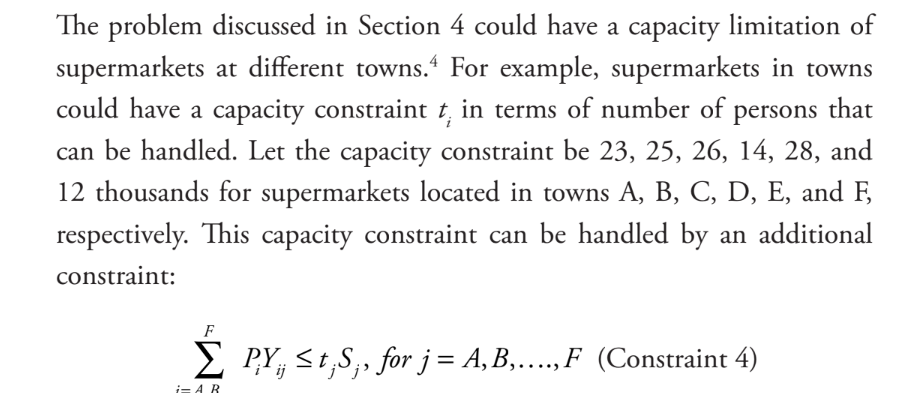 The problem discussed in Section 4 could have a capacity limitation of
supermarkets at different towns.⁴ For example, supermarkets in towns
could have a capacity constraint tᵢ in terms of number of persons that
can be handled. Let the capacity constraint be 23, 25, 26, 14, 28, and
12 thousands for supermarkets located in towns A, B, C, D, E, and F,
respectively. This capacity constraint can be handled by an additional
constraint:
F
∑ PᵢYᵢⱼ ≤ tⱼSⱼ, for j = A, B,...., F (Constraint 4)
i= A, B